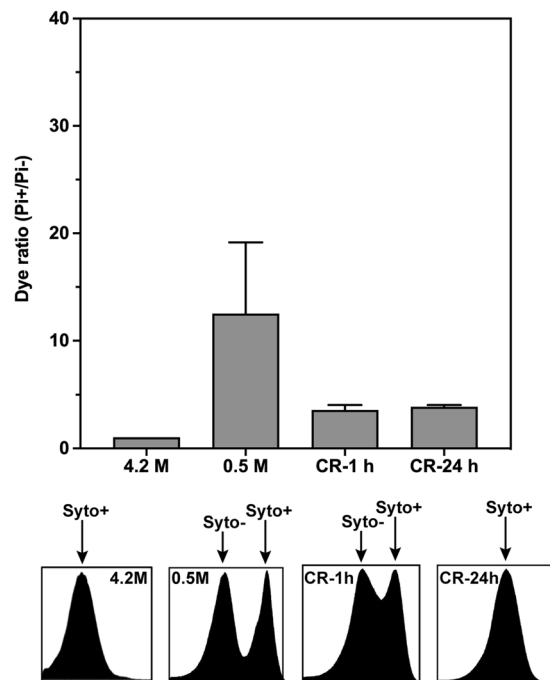 40
30
20
10
0
Dye ratio (Pi+/Pi-)
4.2 M 0.5 M CR-1 h CR-24 h
Syto+ Syto- Syto+ Syto- Syto+ Syto+
4.2M 0.5M CR-1h CR-24h